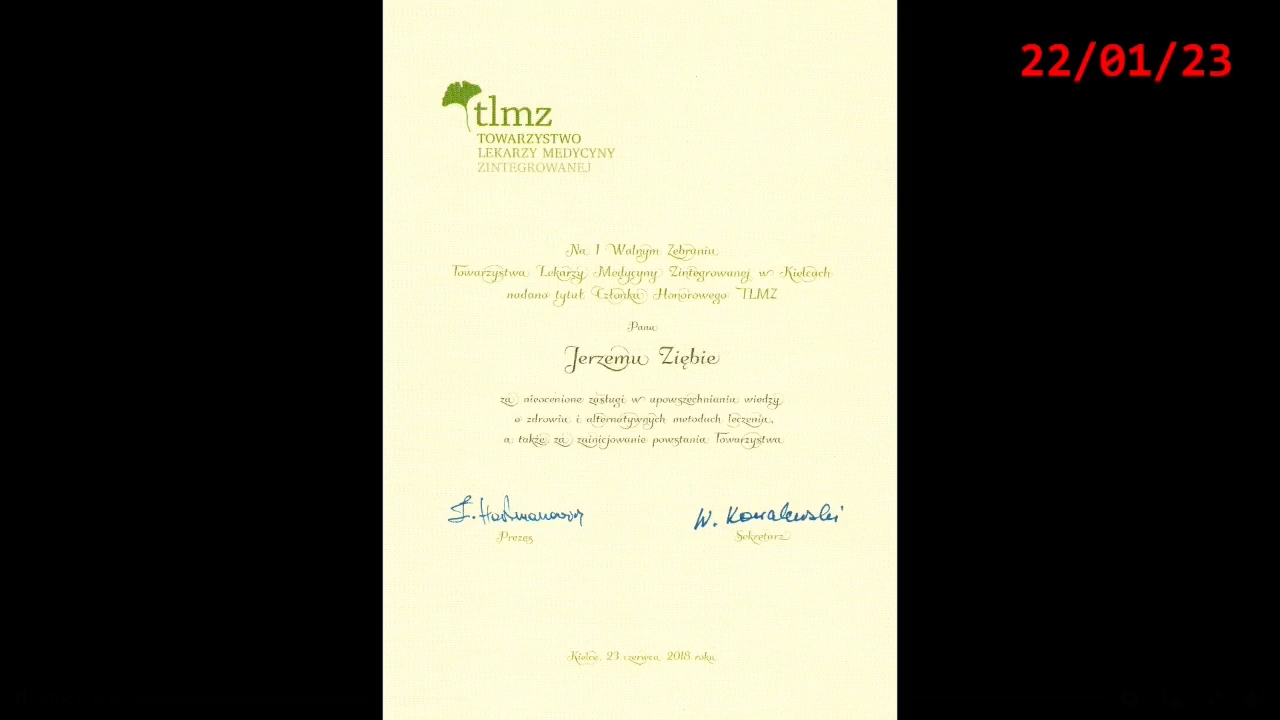 22/01/23
tlmz
TOWARZYSTWO
LEKARZY MEDYCYNY
ZINTEGROWANEJ
Na I Walnym Zebraniu
Towarzystwa Lekarzy Medycyny Zintegrowanej w Kielcach
nadano tytuł Członka Honorowego TLMZ
Panu
Jerzemu Ziębie
za nieocenione zasługi w upowszechnianiu wiedzy
o zdrowiu i alternatywnych metodach leczenia,
a także za zainicjowanie powstania Towarzystwa
W. Kowalewski
Prezes
Sekretarz
Kielce, 23 czerwca 2018 roku